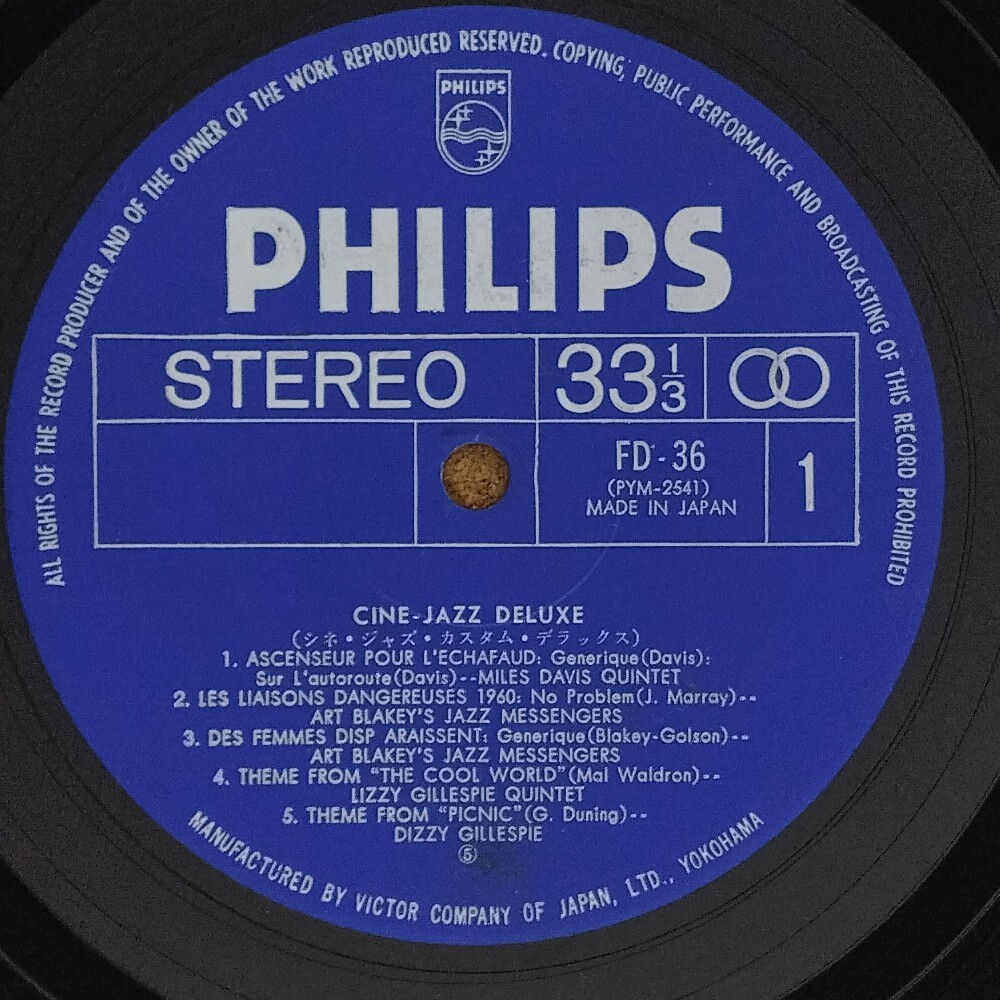 ALL RIGHTS OF THE RECORD PRODUCER AND OF THE OWNER OF THE WORK REPRODUCED RESERVED. COPYING, PUBLIC PERFORMANCE AND BROADCASTING OF THIS RECORD PROHIBITED
PHILIPS
PHILIPS
STEREO 33 1/3
FD-36
(PYM-2541)
MADE IN JAPAN
1
CINE-JAZZ DELUXE
(シネ・ジャズ・カスタム・デラックス)
1. ASCENSEUR POUR L'ECHAFAUD: Generique(Davis):
Sur L'autoroute(Davis)--MILES DAVIS QUINTET
2. LES LIAISONS DANGEREUSES 1960: No Problem(J. Marray)--
ART BLAKEY'S JAZZ MESSENGERS
3. DES FEMMES DISP ARAISSENT: Generique(Blakey-Golson)--
ART BLAKEY'S JAZZ MESSENGERS
4. THEME FROM "THE COOL WORLD"(Mal Waldron)--
LIZZY GILLESPIE QUINTET
5. THEME FROM "PICNIC"(G. Duning)--
DIZZY GILLESPIE
⑤
MANUFACTURED BY VICTOR COMPANY OF JAPAN, LTD., YOKOHAMA